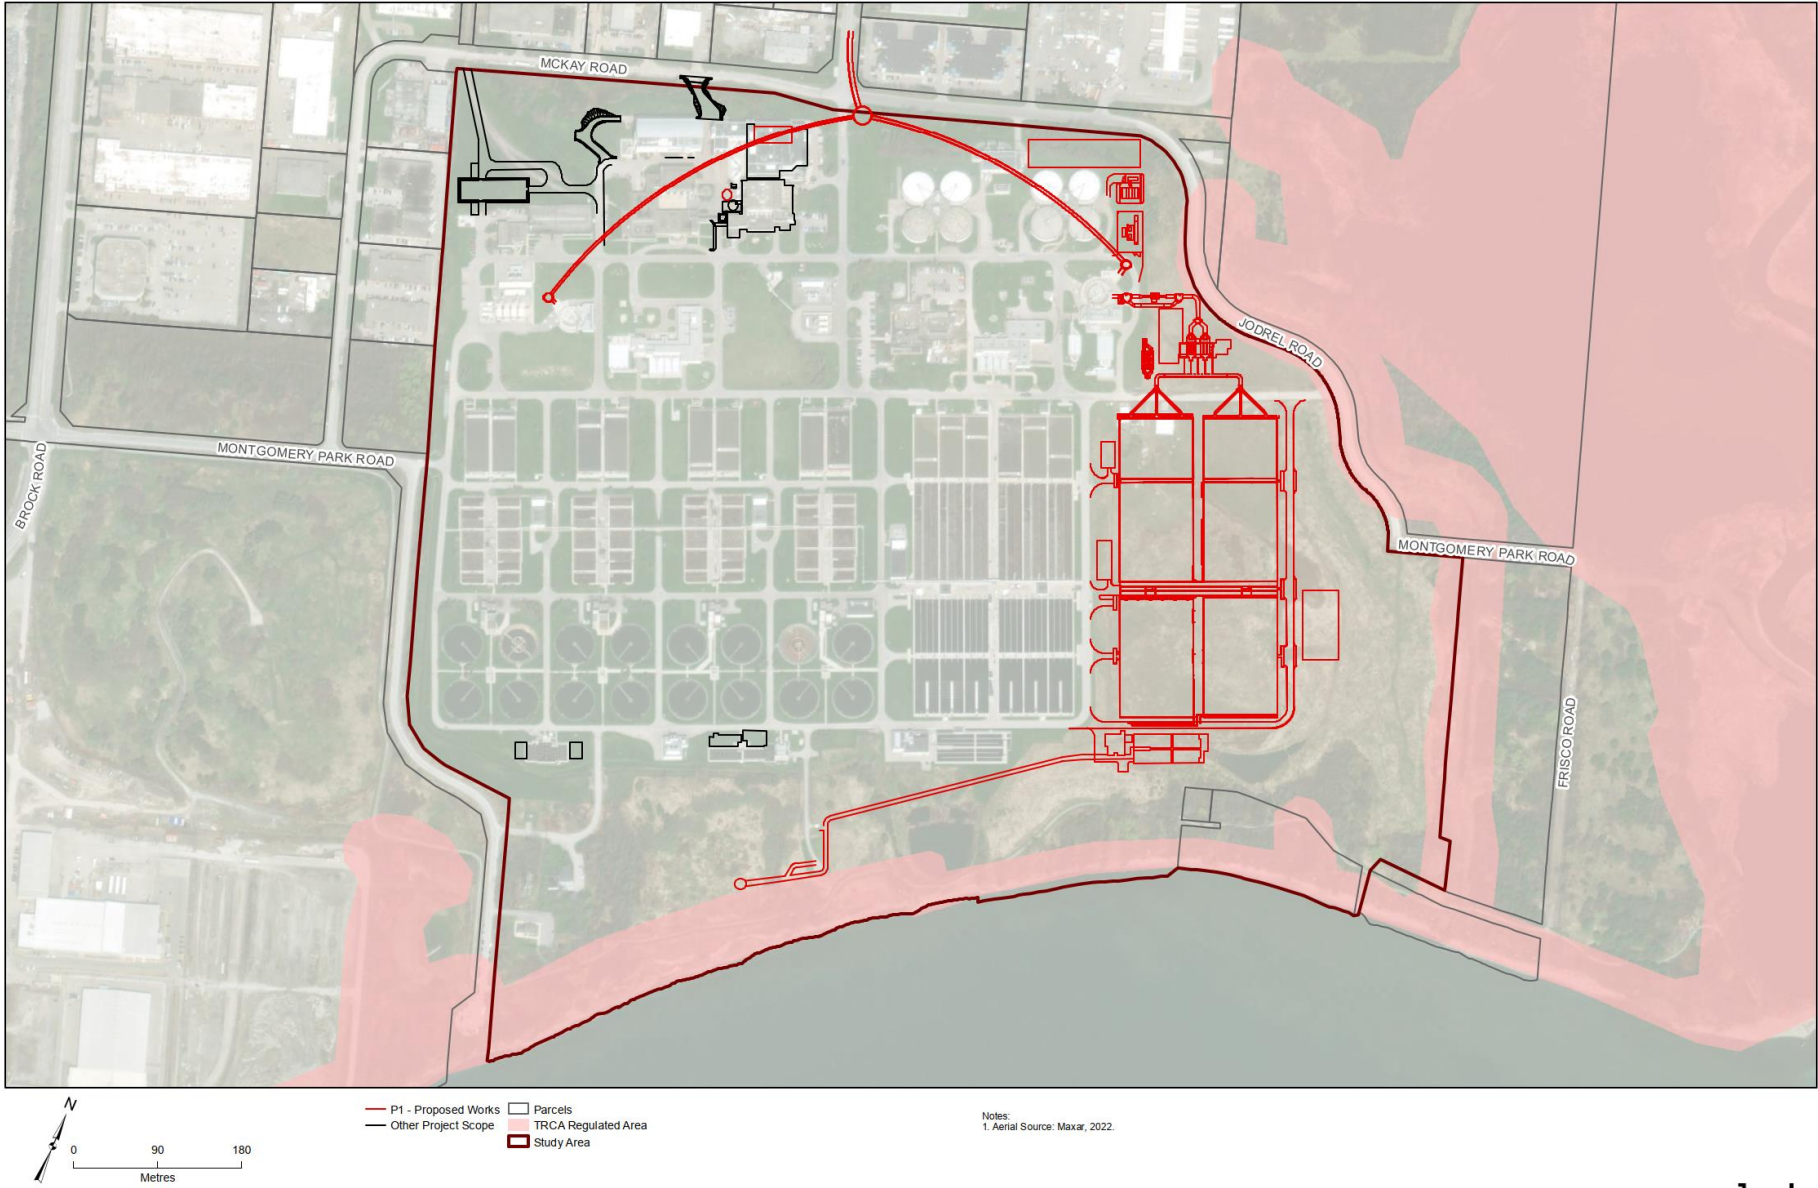 MCKAY ROAD
JODREL ROAD
MONTGOMERY PARK ROAD
BROCK ROAD
MONTGOMERY PARK ROAD
FRISCO ROAD
N
0 90 180
Metres
P1 - Proposed Works
Other Project Scope
Parcels
TRCA Regulated Area
Study Area
Notes:
1. Aerial Source: Maxar, 2022.